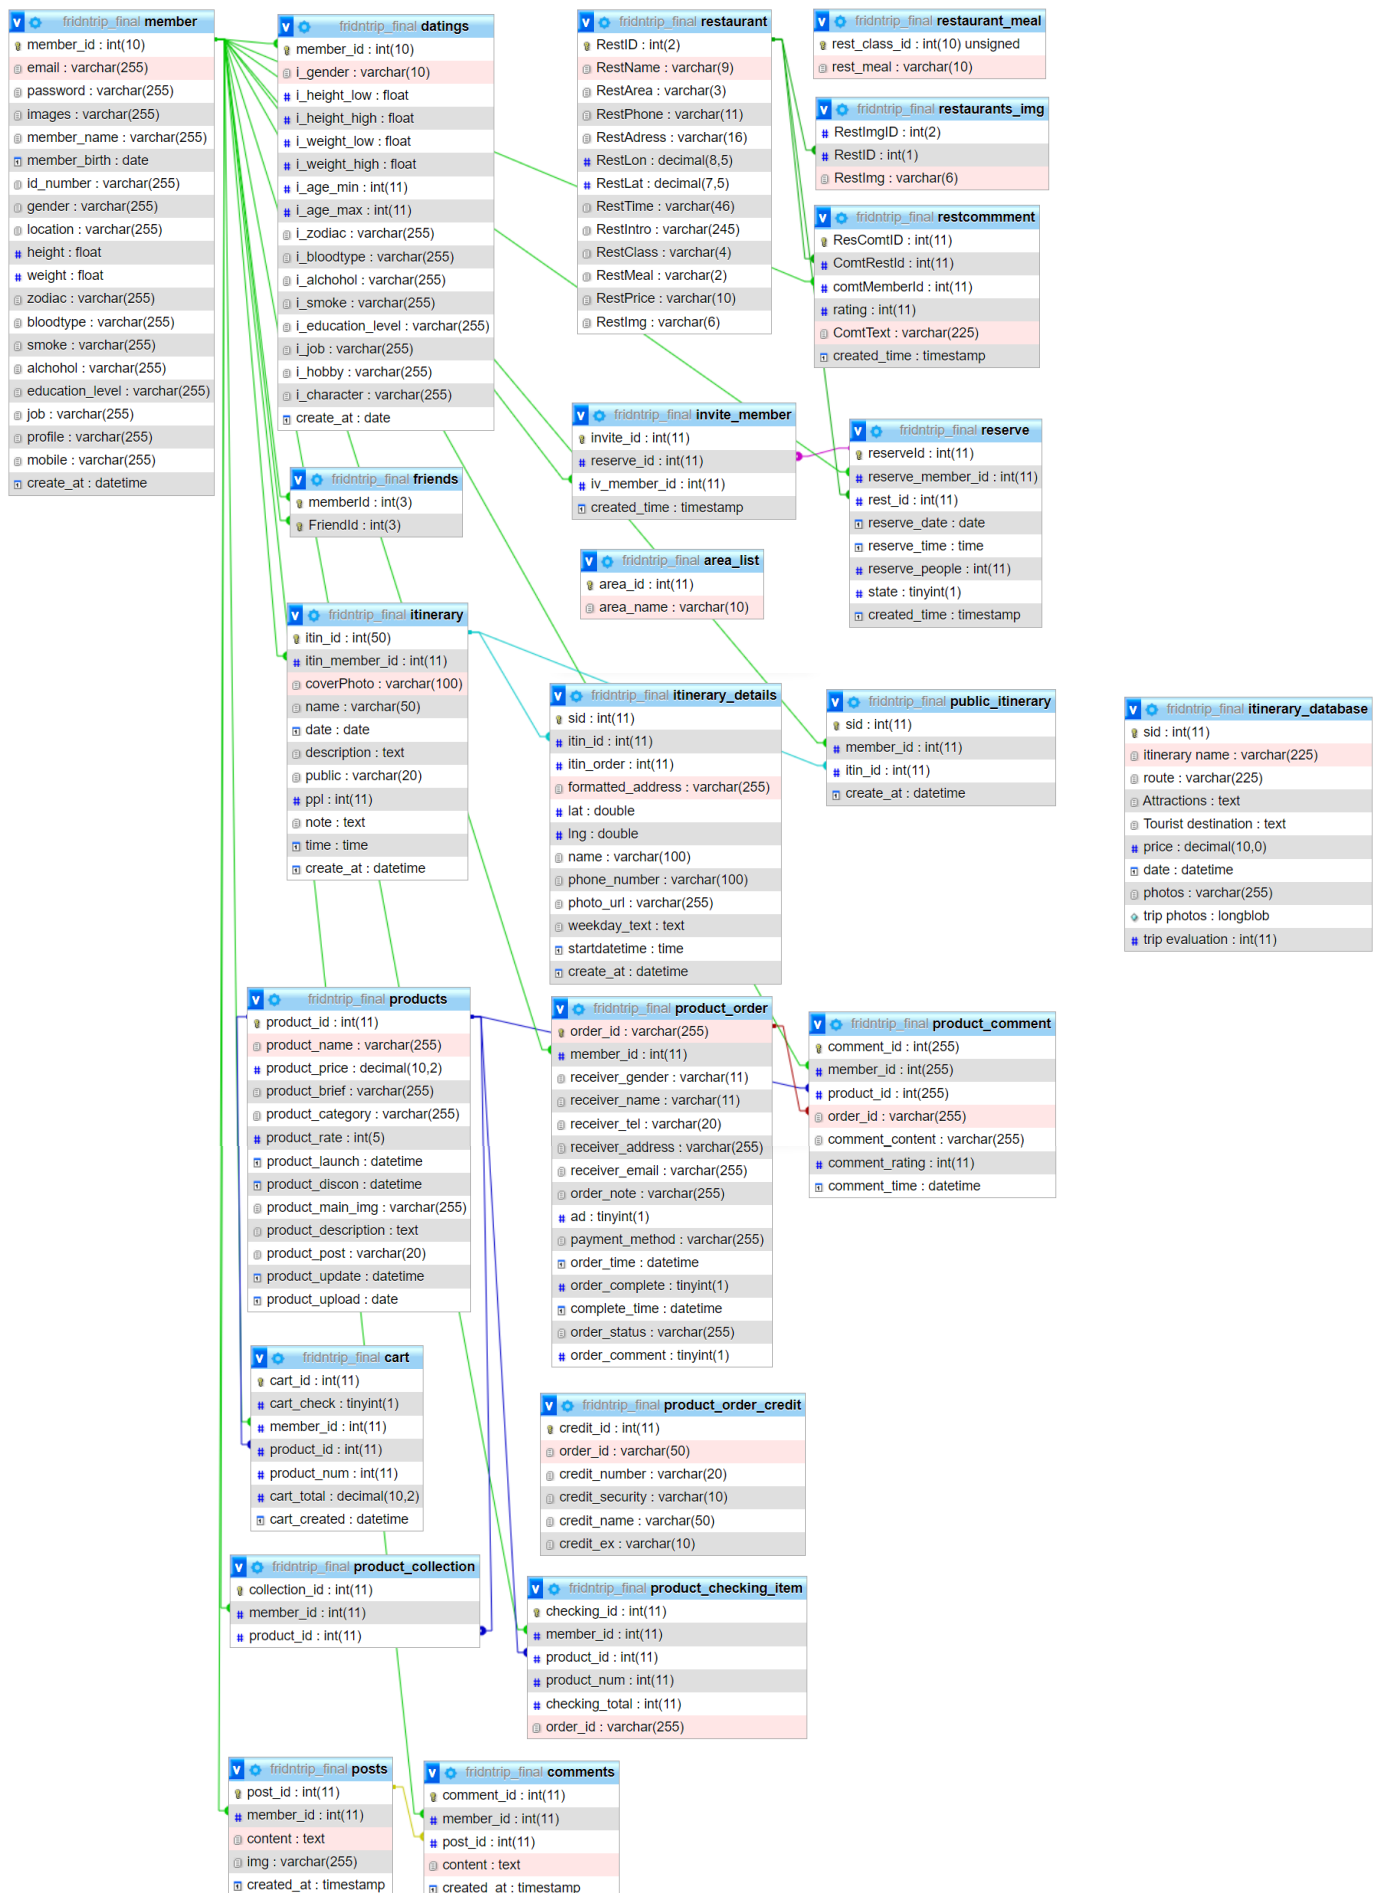 fridntrip_final member
member_id : int(10)
email : varchar(255)
password : varchar(255)
images : varchar(255)
member_name : varchar(255)
member_birth : date
id_number : varchar(255)
gender : varchar(255)
location : varchar(255)
height : float
weight : float
zodiac : varchar(255)
bloodtype : varchar(255)
smoke : varchar(255)
alchohol : varchar(255)
education_level : varchar(255)
job : varchar(255)
profile : varchar(255)
mobile : varchar(255)
create_at : datetime
fridntrip_final datings
member_id : int(10)
i_gender : varchar(10)
i_height_low : float
i_height_high : float
i_weight_low : float
i_weight_high : float
i_age_min : int(11)
i_age_max : int(11)
i_zodiac : varchar(255)
i_bloodtype : varchar(255)
i_alchohol : varchar(255)
i_smoke : varchar(255)
i_education_level : varchar(255)
i_job : varchar(255)
i_hobby : varchar(255)
i_character : varchar(255)
create_at : date
fridntrip_final restaurant
RestID : int(2)
RestName : varchar(9)
RestArea : varchar(3)
RestPhone : varchar(11)
RestAdress : varchar(16)
RestLon : decimal(8,5)
RestLat : decimal(7,5)
RestTime : varchar(46)
RestIntro : varchar(245)
RestClass : varchar(4)
RestMeal : varchar(2)
RestPrice : varchar(10)
RestImg : varchar(6)
fridntrip_final restaurant_meal
rest_class_id : int(10) unsigned
rest_meal : varchar(10)
fridntrip_final restaurants_img
RestImgID : int(2)
RestID : int(1)
RestImg : varchar(6)
fridntrip_final restcommment
ResComtID : int(11)
ComtRestId : int(11)
comtMemberId : int(11)
rating : int(11)
ComtText : varchar(225)
created_time : timestamp
fridntrip_final invite_member
invite_id : int(11)
reserve_id : int(11)
iv_member_id : int(11)
created_time : timestamp
fridntrip_final reserve
reserveId : int(11)
reserve_member_id : int(11)
rest_id : int(11)
reserve_date : date
reserve_time : time
reserve_people : int(11)
state : tinyint(1)
created_time : timestamp
fridntrip_final friends
memberId : int(3)
FriendId : int(3)
fridntrip_final area_list
area_id : int(11)
area_name : varchar(10)
fridntrip_final itinerary
itin_id : int(50)
itin_member_id : int(11)
coverPhoto : varchar(100)
name : varchar(50)
date : date
description : text
public : varchar(20)
ppl : int(11)
note : text
time : time
create_at : datetime
fridntrip_final itinerary_details
sid : int(11)
itin_id : int(11)
itin_order : int(11)
formatted_address : varchar(255)
lat : double
lng : double
name : varchar(100)
phone_number : varchar(100)
photo_url : varchar(255)
weekday_text : text
startdatetime : time
create_at : datetime
fridntrip_final public_itinerary
sid : int(11)
member_id : int(11)
itin_id : int(11)
create_at : datetime
fridntrip_final itinerary_database
sid : int(11)
itinerary name : varchar(225)
route : varchar(225)
Attractions : text
Tourist destination : text
price : decimal(10,0)
date : datetime
photos : varchar(255)
trip photos : longblob
trip evaluation : int(11)
fridntrip_final products
product_id : int(11)
product_name : varchar(255)
product_price : decimal(10,2)
product_brief : varchar(255)
product_category : varchar(255)
product_rate : int(5)
product_launch : datetime
product_discon : datetime
product_main_img : varchar(255)
product_description : text
product_post : varchar(20)
product_update : datetime
product_upload : date
fridntrip_final product_order
order_id : varchar(255)
member_id : int(11)
receiver_gender : varchar(11)
receiver_name : varchar(11)
receiver_tel : varchar(20)
receiver_address : varchar(255)
receiver_email : varchar(255)
order_note : varchar(255)
ad : tinyint(1)
payment_method : varchar(255)
order_time : datetime
order_complete : tinyint(1)
complete_time : datetime
order_status : varchar(255)
order_comment : tinyint(1)
fridntrip_final product_comment
comment_id : int(255)
member_id : int(255)
product_id : int(255)
order_id : varchar(255)
comment_content : varchar(255)
comment_rating : int(11)
comment_time : datetime
fridntrip_final cart
cart_id : int(11)
cart_check : tinyint(1)
member_id : int(11)
product_id : int(11)
product_num : int(11)
cart_total : decimal(10,2)
cart_created : datetime
fridntrip_final product_order_credit
credit_id : int(11)
order_id : varchar(50)
credit_number : varchar(20)
credit_security : varchar(10)
credit_name : varchar(50)
credit_ex : varchar(10)
fridntrip_final product_collection
collection_id : int(11)
member_id : int(11)
product_id : int(11)
fridntrip_final product_checking_item
checking_id : int(11)
member_id : int(11)
product_id : int(11)
product_num : int(11)
checking_total : int(11)
order_id : varchar(255)
fridntrip_final posts
post_id : int(11)
member_id : int(11)
content : text
img : varchar(255)
created_at : timestamp
fridntrip_final comments
comment_id : int(11)
member_id : int(11)
post_id : int(11)
content : text
created_at : timestamp